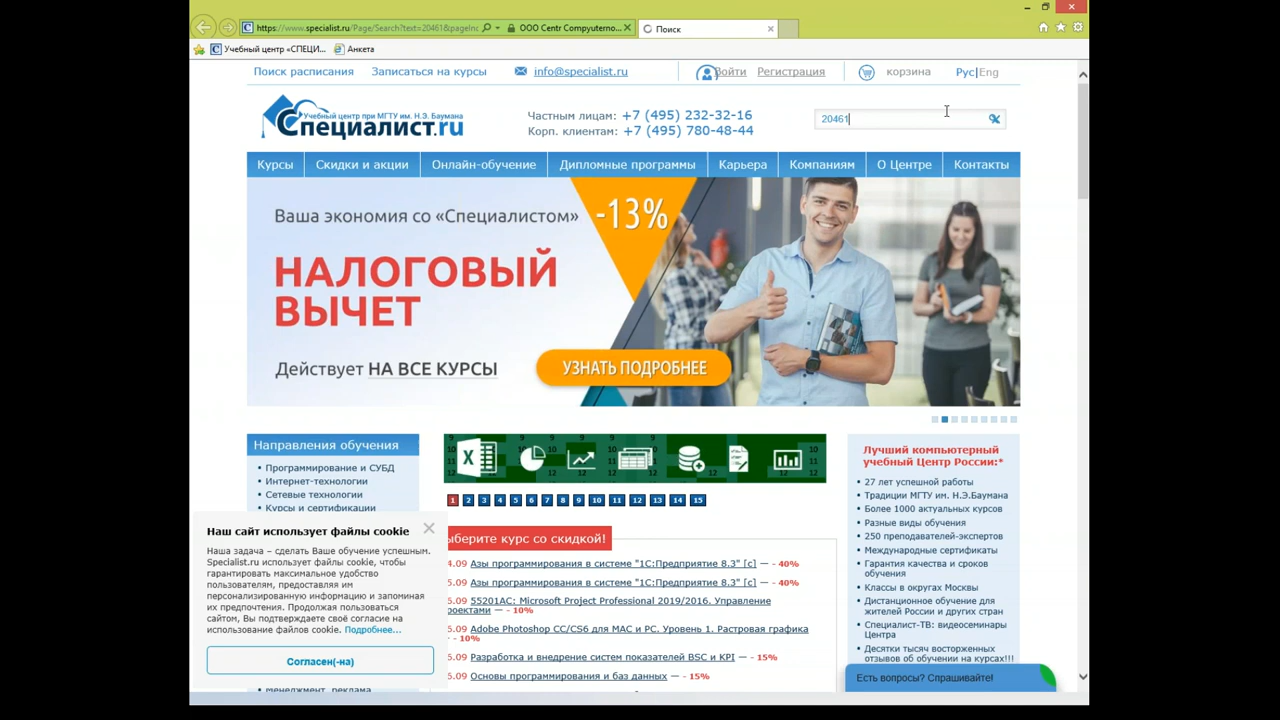 https://www.specialist.ru/Page/Search?text=20461&pageInc
ООО Centr Compyuterno...
Поиск
Учебный центр «СПЕЦИ...
Анкета
Поиск расписания
Записаться на курсы
info@specialist.ru
Войти
Регистрация
корзина
Рус|Eng
Учебный центр при МГТУ им. Н.Э. Баумана
Специалист.ru
Частным лицам: +7 (495) 232-32-16
Корп. клиентам: +7 (495) 780-48-44
20461
Курсы
Скидки и акции
Онлайн-обучение
Дипломные программы
Карьера
Компаниям
О Центре
Контакты
Ваша экономия со «Специалистом»
-13%
НАЛОГОВЫЙ
ВЫЧЕТ
Действует НА ВСЕ КУРСЫ
УЗНАТЬ ПОДРОБНЕЕ
Направления обучения
• Программирование и СУБД
• Интернет-технологии
• Сетевые технологии
• Курсы и сертификации
Менеджмент, реклама
Наш сайт использует файлы cookie
Наша задача – сделать Ваше обучение успешным.
Specialist.ru использует файлы cookie, чтобы
гарантировать максимальное удобство
пользователям, предоставляя им
персонализированную информацию и запоминая
их предпочтения. Продолжая пользоваться
сайтом, Вы подтверждаете своё согласие на
использование файлов cookie. Подробнее...
Согласен(-на)
1 2 3 4 5 6 7 8 9 10 11 12 13 14 15
ыберите курс со скидкой!
4.09 Азы программирования в системе "1С:Предприятие 8.3" [c] — - 40%
5.09 Азы программирования в системе "1С:Предприятие 8.3" [c] — - 40%
5.09 55201AC: Microsoft Project Professional 2019/2016. Управление
роектами — - 10%
5.09 Adobe Photoshop CC/CS6 для MAC и PC. Уровень 1. Растровая графика
- 10%
5.09 Разработка и внедрение систем показателей BSC и KPI — - 15%
5.09 Основы программирования и баз данных — - 15%
Лучший компьютерный
учебный Центр России:*
• 27 лет успешной работы
• Традиции МГТУ им. Н.Э.Баумана
• Более 1000 актуальных курсов
• Разные виды обучения
• 250 преподавателей-экспертов
• Международные сертификаты
• Гарантия качества и сроков
обучения
• Классы в округах Москвы
• Дистанционное обучение для
жителей России и других стран
• Специалист-ТВ: видеосеминары
Центра
• Десятки тысяч восторженных
отзывов об обучении на курсах!!!
Есть вопросы? Спрашивайте!